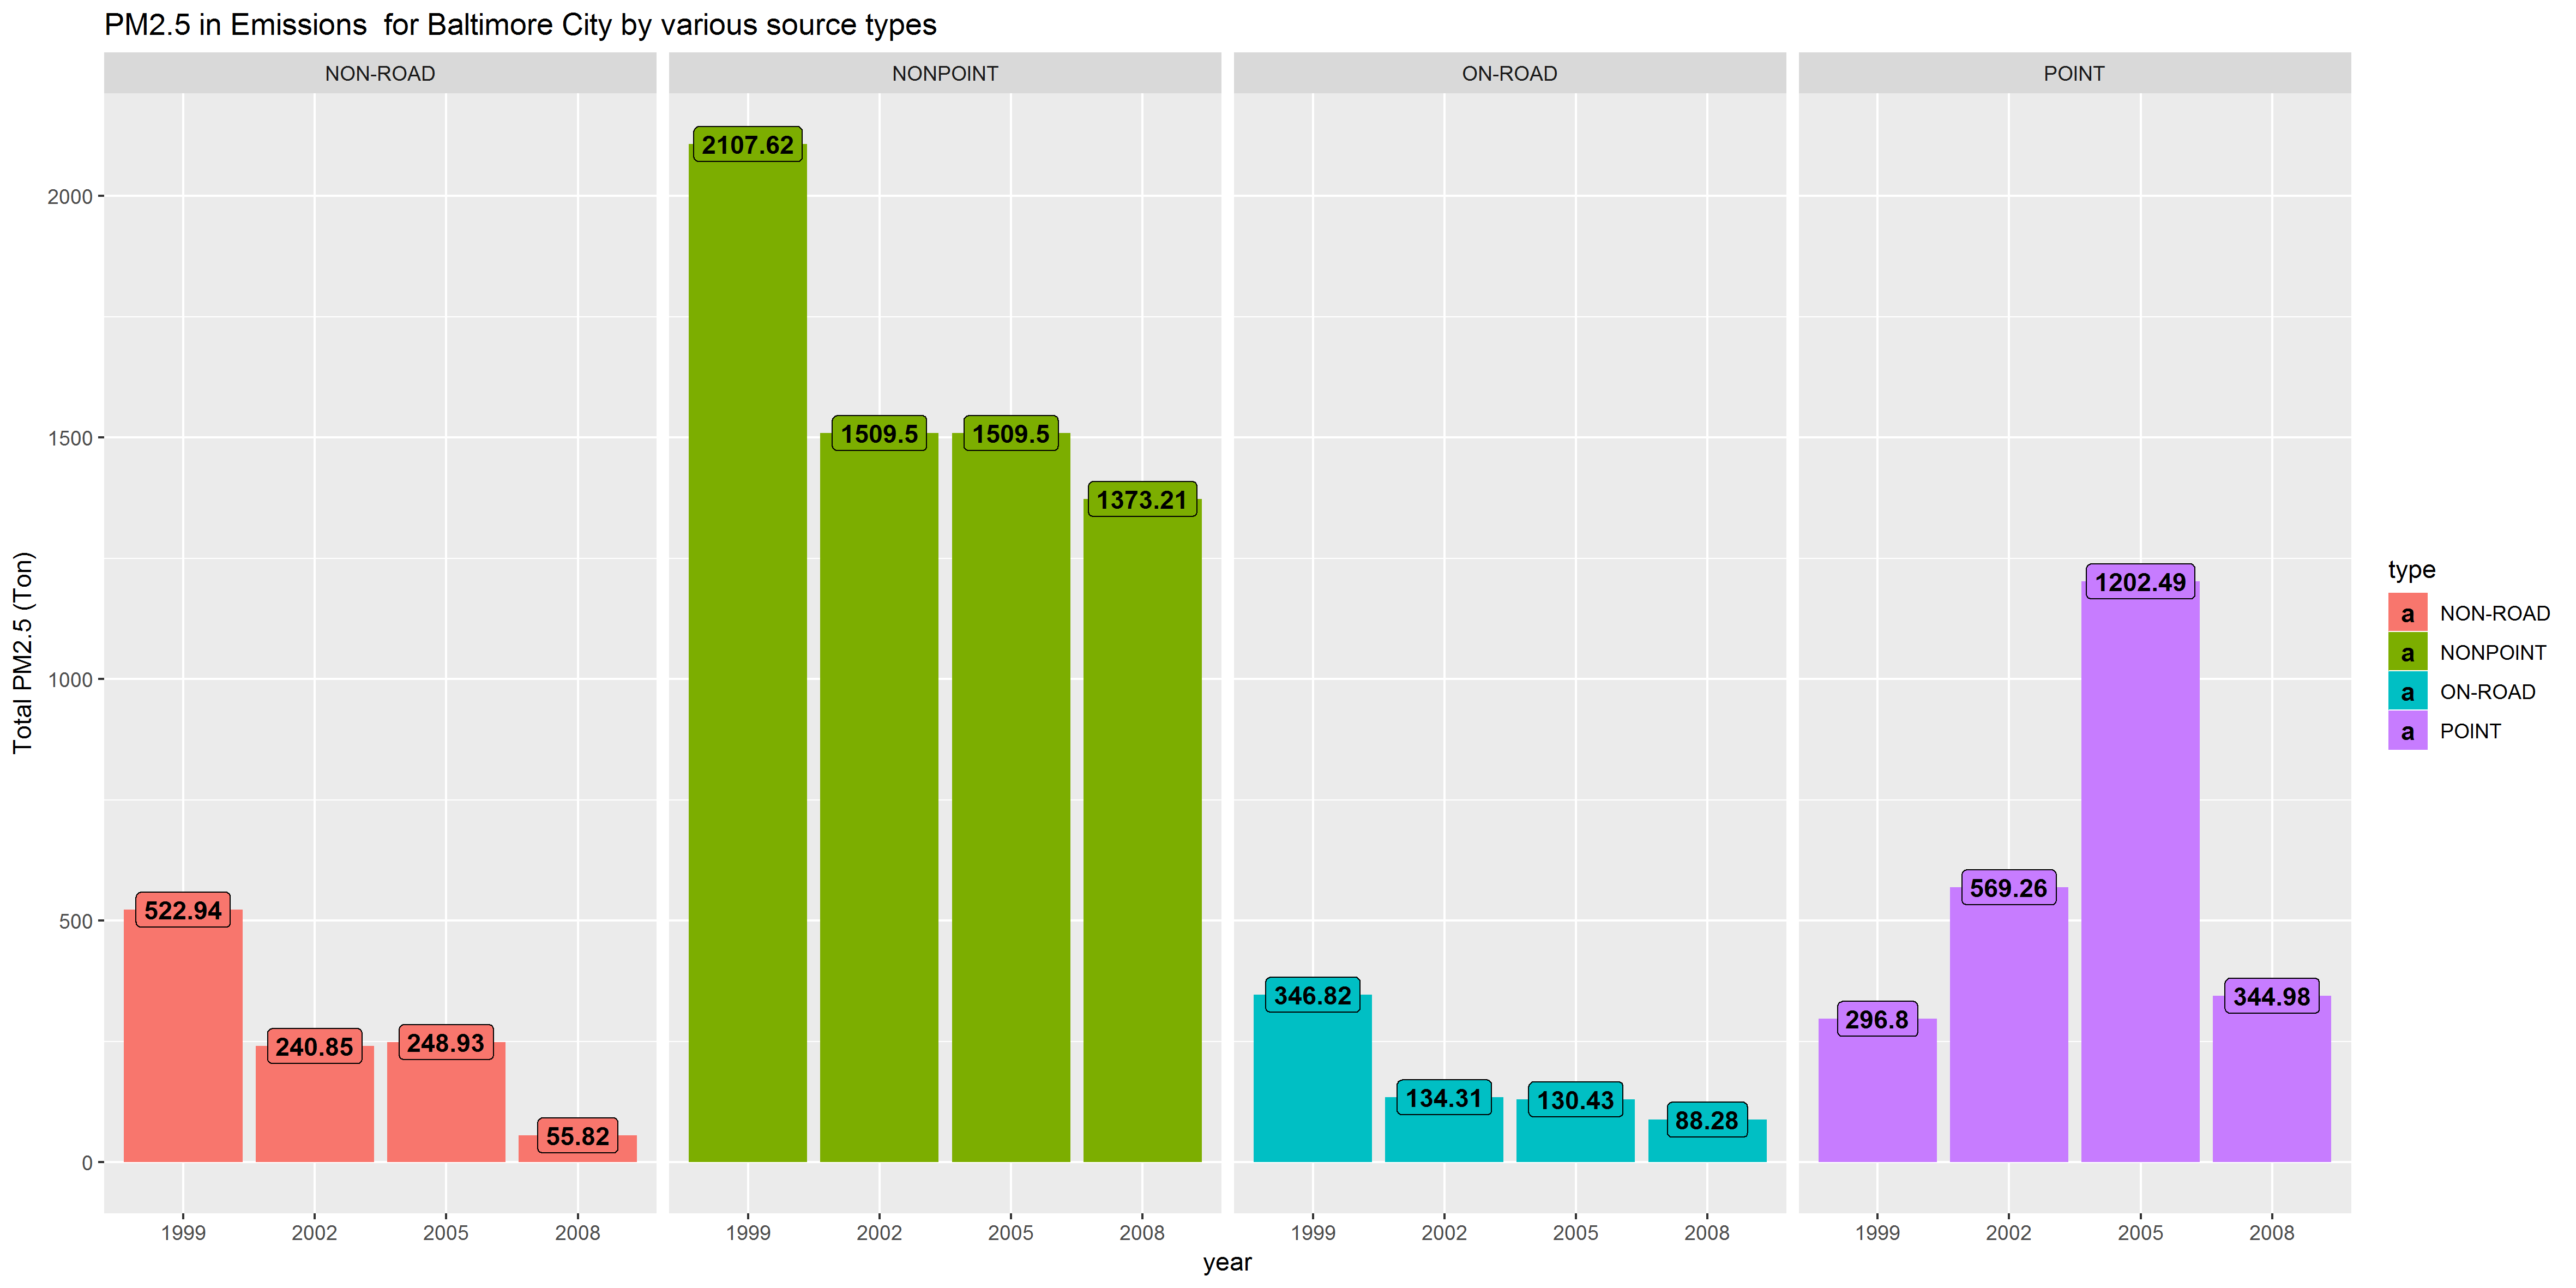 PM2.5 in Emissions  for Baltimore City by various source types
NON-ROAD
NONPOINT
ON-ROAD
POINT
Total PM2.5 (Ton)
2000
1500
1000
500
0
522.94
240.85
248.93
55.82
2107.62
1509.5
1509.5
1373.21
346.82
134.31
130.43
88.28
296.8
569.26
1202.49
344.98
1999 2002 2005 2008
1999 2002 2005 2008
1999 2002 2005 2008
1999 2002 2005 2008
year
type
a NON-ROAD
a NONPOINT
a ON-ROAD
a POINT